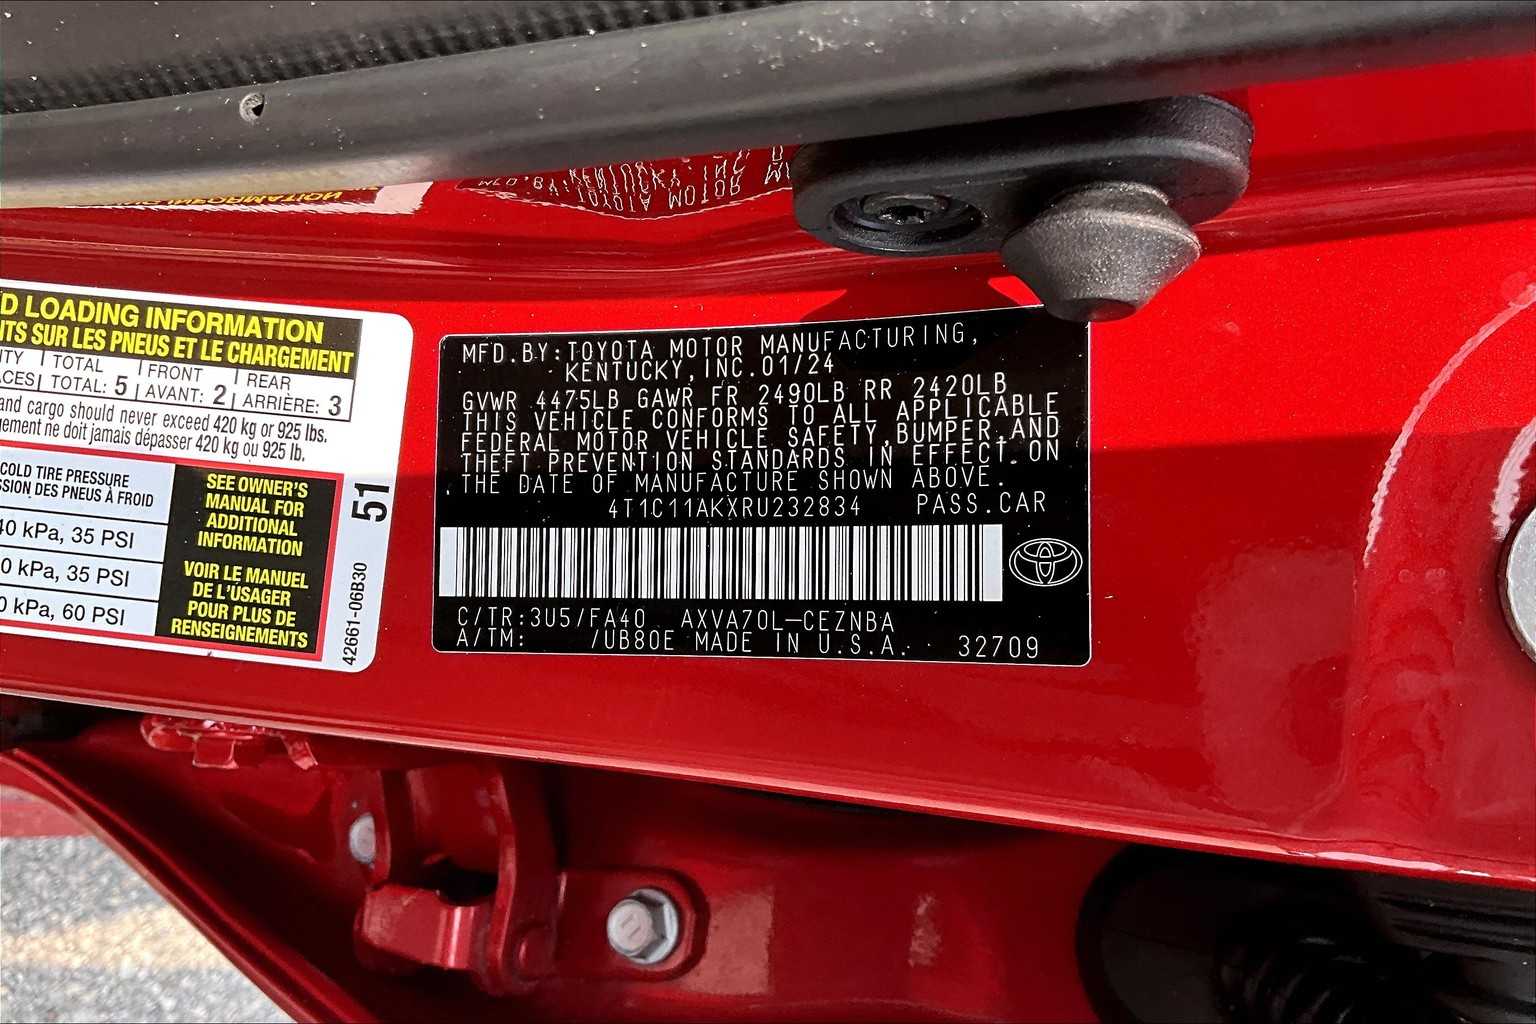 D LOADING INFORMATION
ITS SUR LES PNEUS ET LE CHARGEMENT
ITY TOTAL FRONT REAR
ACES TOTAL: 5 AVANT: 2 ARRIÈRE: 3
and cargo should never exceed 420 kg or 925 lbs.
gement ne doit jamais dépasser 420 kg ou 925 lb.
COLD TIRE PRESSURE
SSION DES PNEUS À FROID
40 kPa, 35 PSI
0 kPa, 35 PSI
0 kPa, 60 PSI
SEE OWNER'S
MANUAL FOR
ADDITIONAL
INFORMATION
VOIR LE MANUEL
DE L'USAGER
POUR PLUS DE
RENSEIGNEMENTS
51
42661-06B30
MFD.BY:TOYOTA MOTOR MANUFACTURING,
KENTUCKY,INC.01/24
GVWR 4475LB GAWR FR 2490LB RR 2420LB
THIS VEHICLE CONFORMS TO ALL APPLICABLE
FEDERAL MOTOR VEHICLE SAFETY,BUMPER,AND
THEFT PREVENTION STANDARDS IN EFFECT ON
THE DATE OF MANUFACTURE SHOWN ABOVE.
4T1C11AKXRU232834 PASS.CAR
C/TR:3U5/FA40 AXVA70L-CEZNBA
A/TM: /UB80E MADE IN U.S.A. 32709